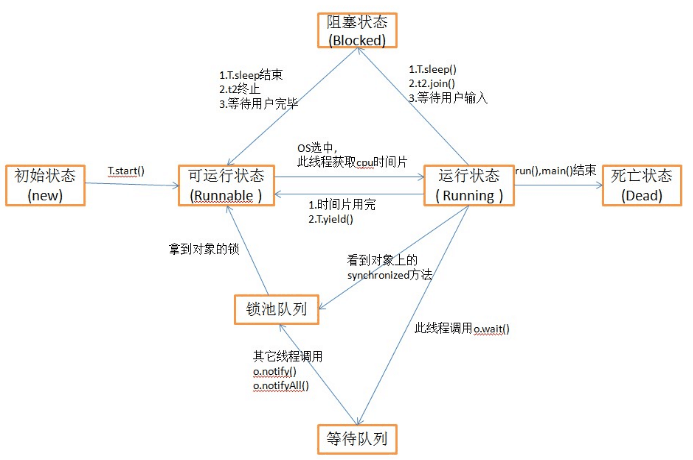 阻塞状态
(Blocked)
1.T.sleep结束
2.t2终止
3.等待用户完毕
1.T.sleep()
2.t2.join()
3.等待用户输入
OS选中，
此线程获取cpu时间片
初始状态
(new)
T.start()
可运行状态
(Runnable )
运行状态
( Running )
run(),main()结束
死亡状态
(Dead)
1.时间片用完
2.T.yield()
拿到对象的锁
看到对象上的
synchronized方法
锁池队列
此线程调用o.wait()
其它线程调用
o.notify()
o.notifyAll()
等待队列